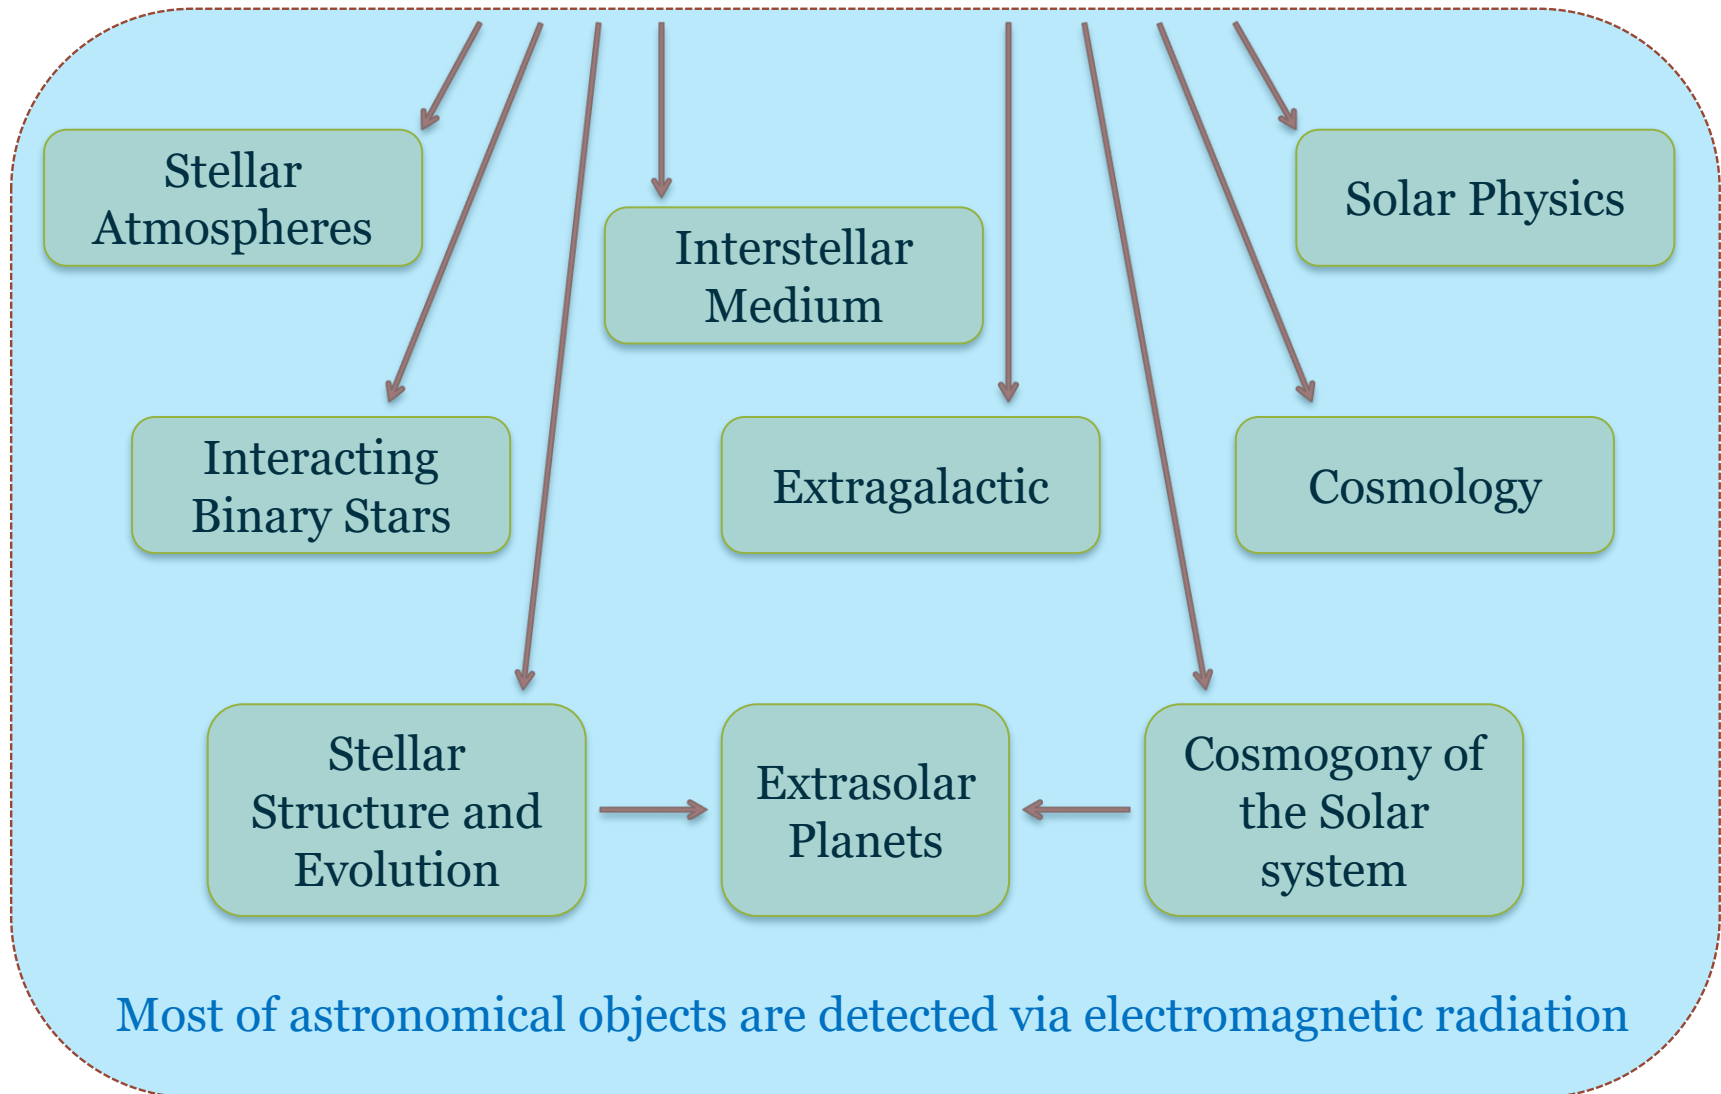 Stellar
Atmospheres
Solar Physics
Interstellar
Medium
Interacting
Binary Stars
Extragalactic
Cosmology
Stellar
Structure and
Evolution
Extrasolar
Planets
Cosmogony of
the Solar
system
Most of astronomical objects are detected via electromagnetic radiation